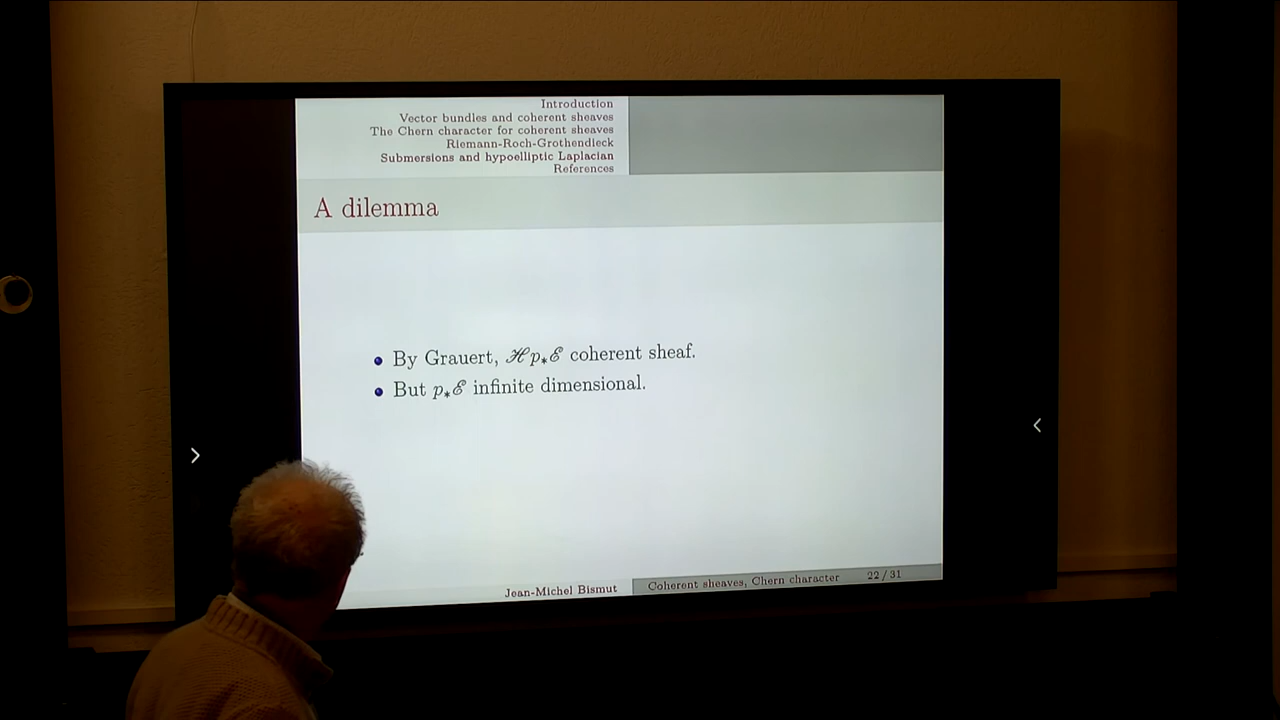 Introduction
Vector bundles and coherent sheaves
The Chern character for coherent sheaves
Riemann-Roch-Grothendieck
Submersions and hypoelliptic Laplacian
References
A dilemma
By Grauert, ℋp∗ℰ coherent sheaf.
But p∗ℰ infinite dimensional.
Jean-Michel Bismut
Coherent sheaves, Chern character
22 / 31